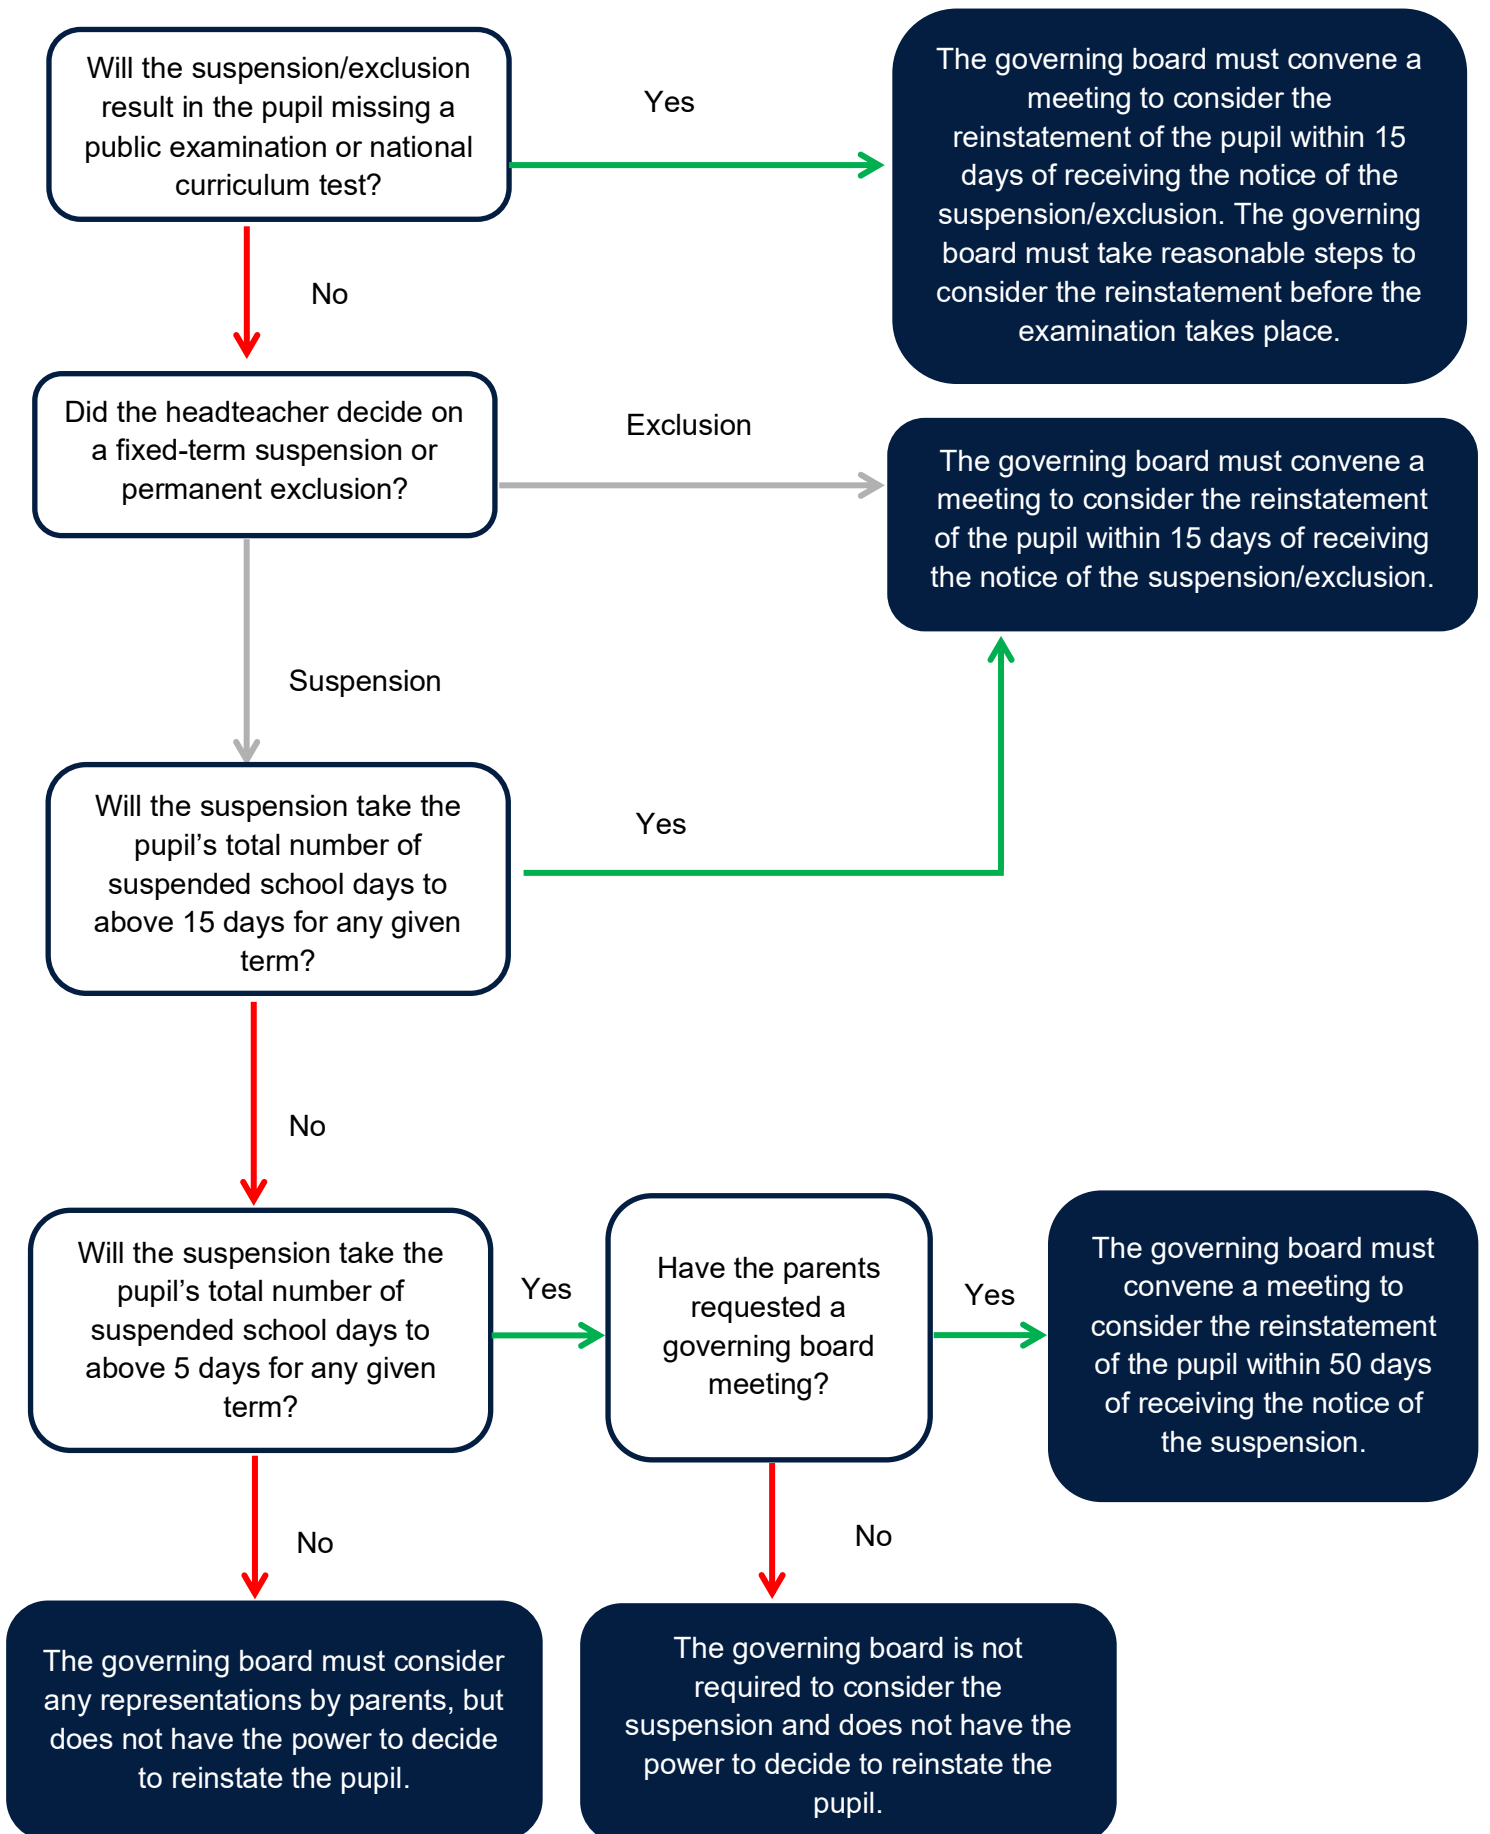 Will the suspension/exclusion
result in the pupil missing a
public examination or national
curriculum test?
Yes
The governing board must convene a
meeting to consider the
reinstatement of the pupil within 15
days of receiving the notice of the
suspension/exclusion. The governing
board must take reasonable steps to
consider the reinstatement before the
examination takes place.
No
Did the headteacher decide on
a fixed-term suspension or
permanent exclusion?
Exclusion
The governing board must convene a
meeting to consider the reinstatement
of the pupil within 15 days of receiving
the notice of the suspension/exclusion.
Suspension
Will the suspension take the
pupil’s total number of
suspended school days to
above 15 days for any given
term?
Yes
No
Will the suspension take the
pupil’s total number of
suspended school days to
above 5 days for any given
term?
Yes
Have the parents
requested a
governing board
meeting?
Yes
The governing board must
convene a meeting to
consider the reinstatement
of the pupil within 50 days
of receiving the notice of
the suspension.
No
No
The governing board must consider
any representations by parents, but
does not have the power to decide
to reinstate the pupil.
The governing board is not
required to consider the
suspension and does not have the
power to decide to reinstate the
pupil.